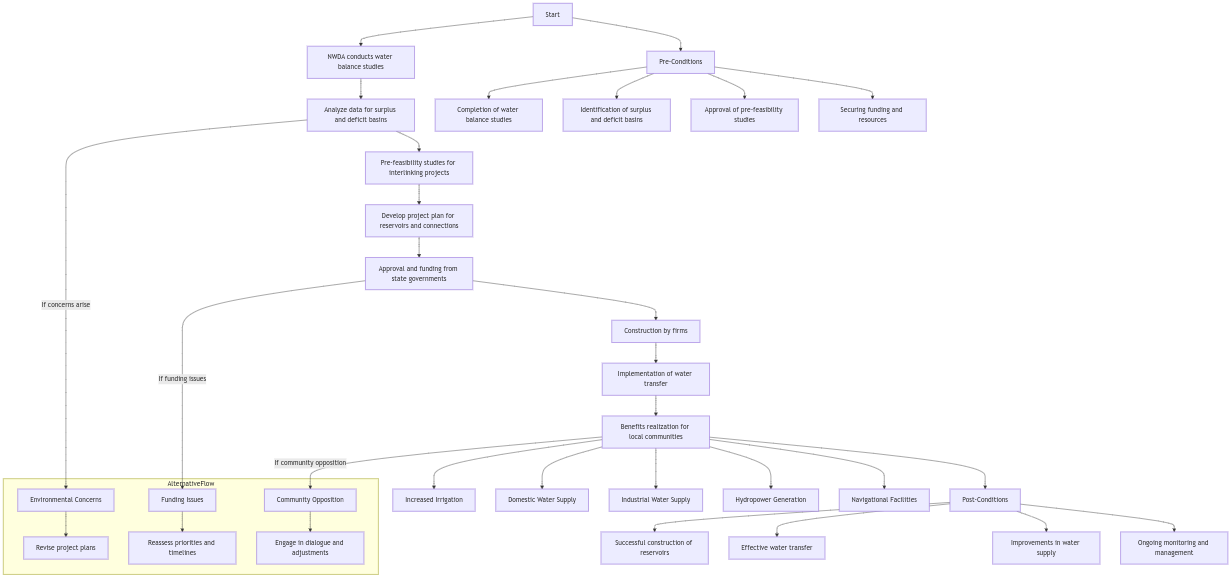 Start
NWDA conducts water
balance studies
Pre-Conditions
Analyze data for surplus
and deficit basins
Completion of water
balance studies
Identification of surplus
and deficit basins
Approval of pre-feasibility
studies
Securing funding and
resources
Pre-feasibility studies for
interlinking projects
Develop project plan for
reservoirs and connections
Approval and funding from
state governments
If concerns arise
Construction by firms
If funding issues
Implementation of water
transfer
Benefits realization for
local communities
If community opposition
AlternativeFlow
Environmental Concerns
Funding Issues
Community Opposition
Increased Irrigation
Domestic Water Supply
Industrial Water Supply
Hydropower Generation
Navigational Facilities
Post-Conditions
Revise project plans
Reassess priorities and
timelines
Engage in dialogue and
adjustments
Successful construction of
reservoirs
Effective water transfer
Improvements in water
supply
Ongoing monitoring and
management